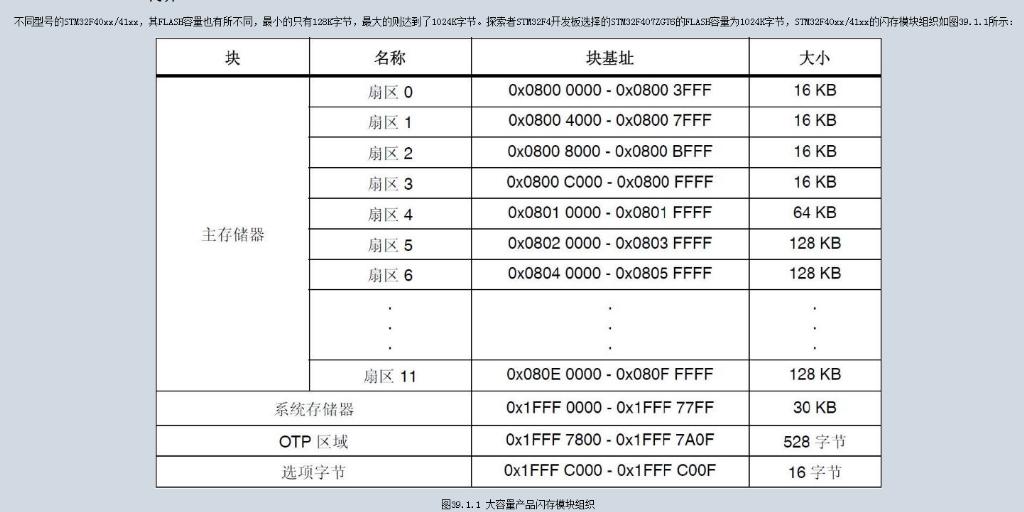 不同型号的STM32F40xx/41xx，其FLASH容量也有所不同，最小的只有128K字节，最大的则达到了1024K字节。探索者STM32F4开发板选择的STM32F407ZGT6的FLASH容量为1024K字节，STM32F40xx/41xx的闪存模块组织如图39.1.1所示：
块 名称 块基址 大小
主存储器
扇区 0 0x0800 0000 - 0x0800 3FFF 16 KB
扇区 1 0x0800 4000 - 0x0800 7FFF 16 KB
扇区 2 0x0800 8000 - 0x0800 BFFF 16 KB
扇区 3 0x0800 C000 - 0x0800 FFFF 16 KB
扇区 4 0x0801 0000 - 0x0801 FFFF 64 KB
扇区 5 0x0802 0000 - 0x0803 FFFF 128 KB
扇区 6 0x0804 0000 - 0x0805 FFFF 128 KB
. . .
. . .
. . .
扇区 11 0x080E 0000 - 0x080F FFFF 128 KB
系统存储器 0x1FFF 0000 - 0x1FFF 77FF 30 KB
OTP 区域 0x1FFF 7800 - 0x1FFF 7A0F 528 字节
选项字节 0x1FFF C000 - 0x1FFF C00F 16 字节
图39.1.1 大容量产品闪存模块组织